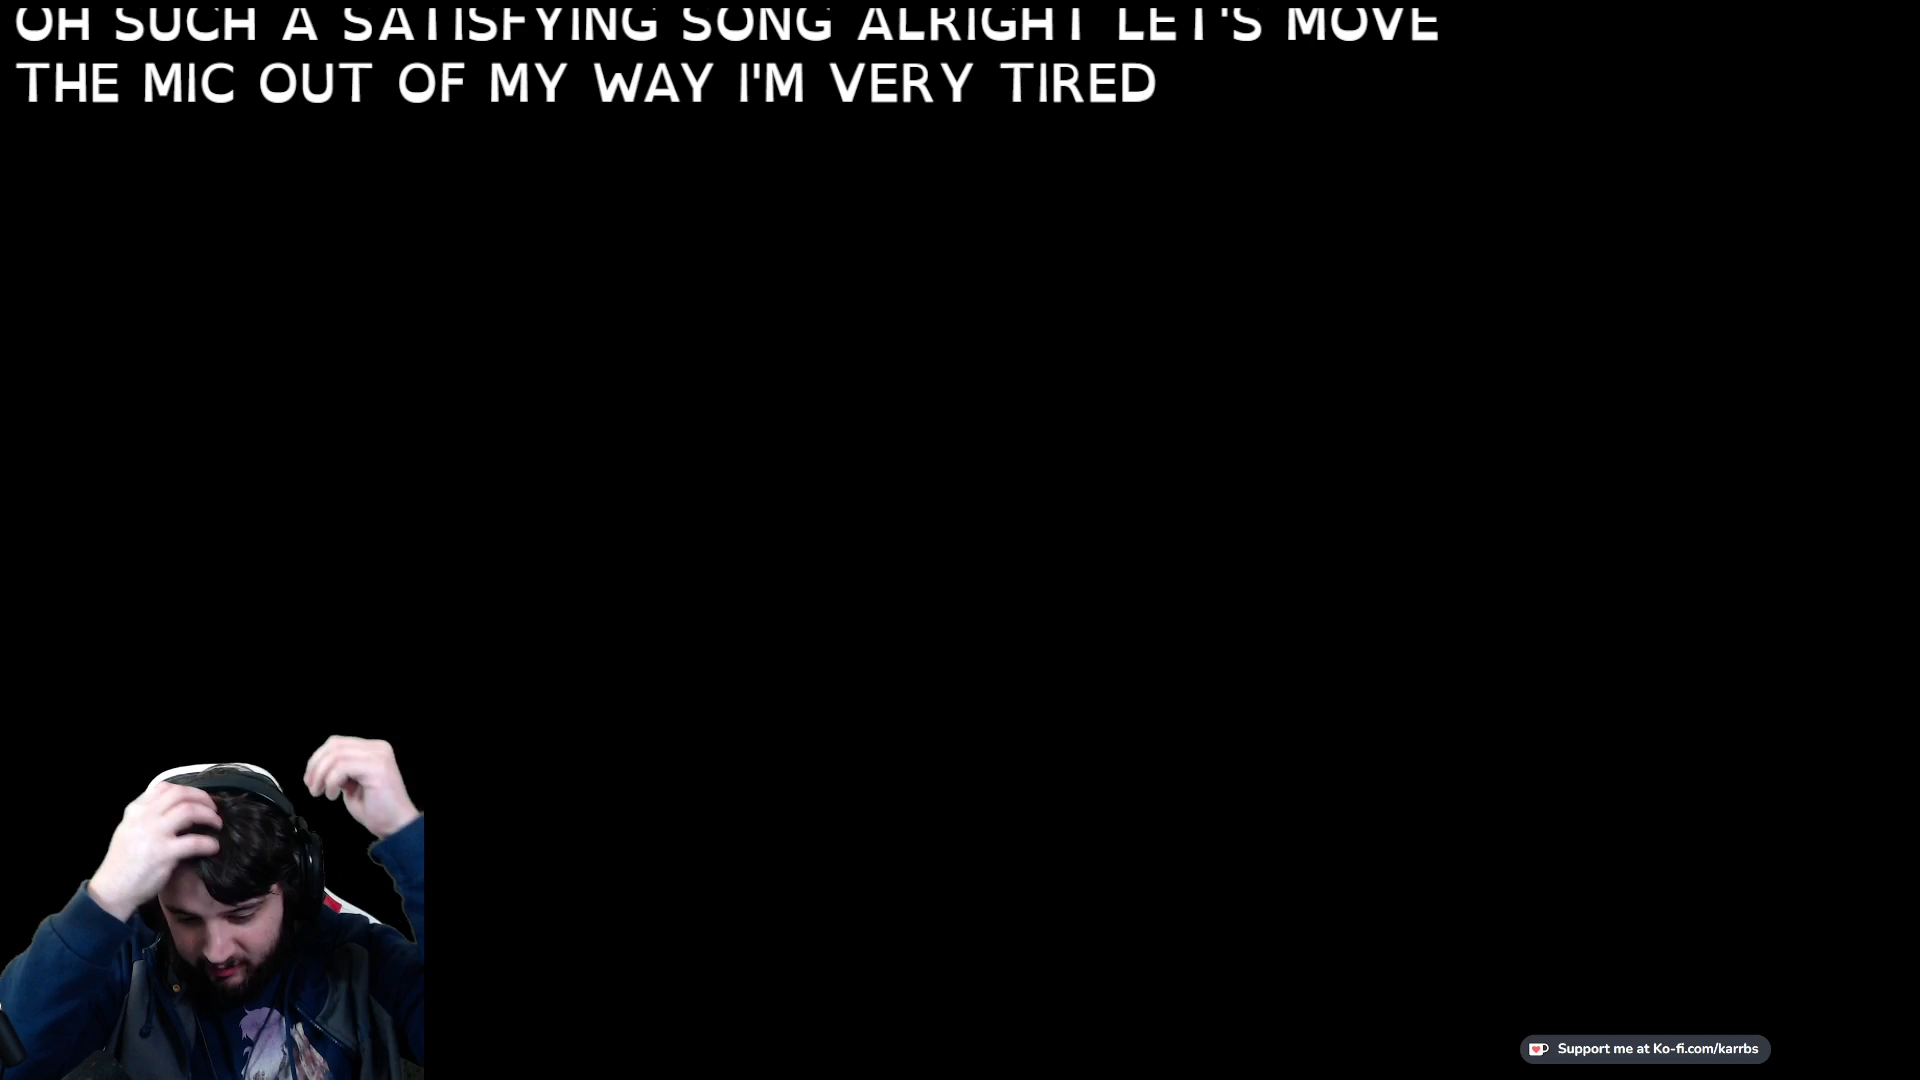 OH SUCH A SATISFYING SONG ALRIGHT LET'S MOVE
THE MIC OUT OF MY WAY I'M VERY TIRED
Support me at Ko-fi.com/karrbs